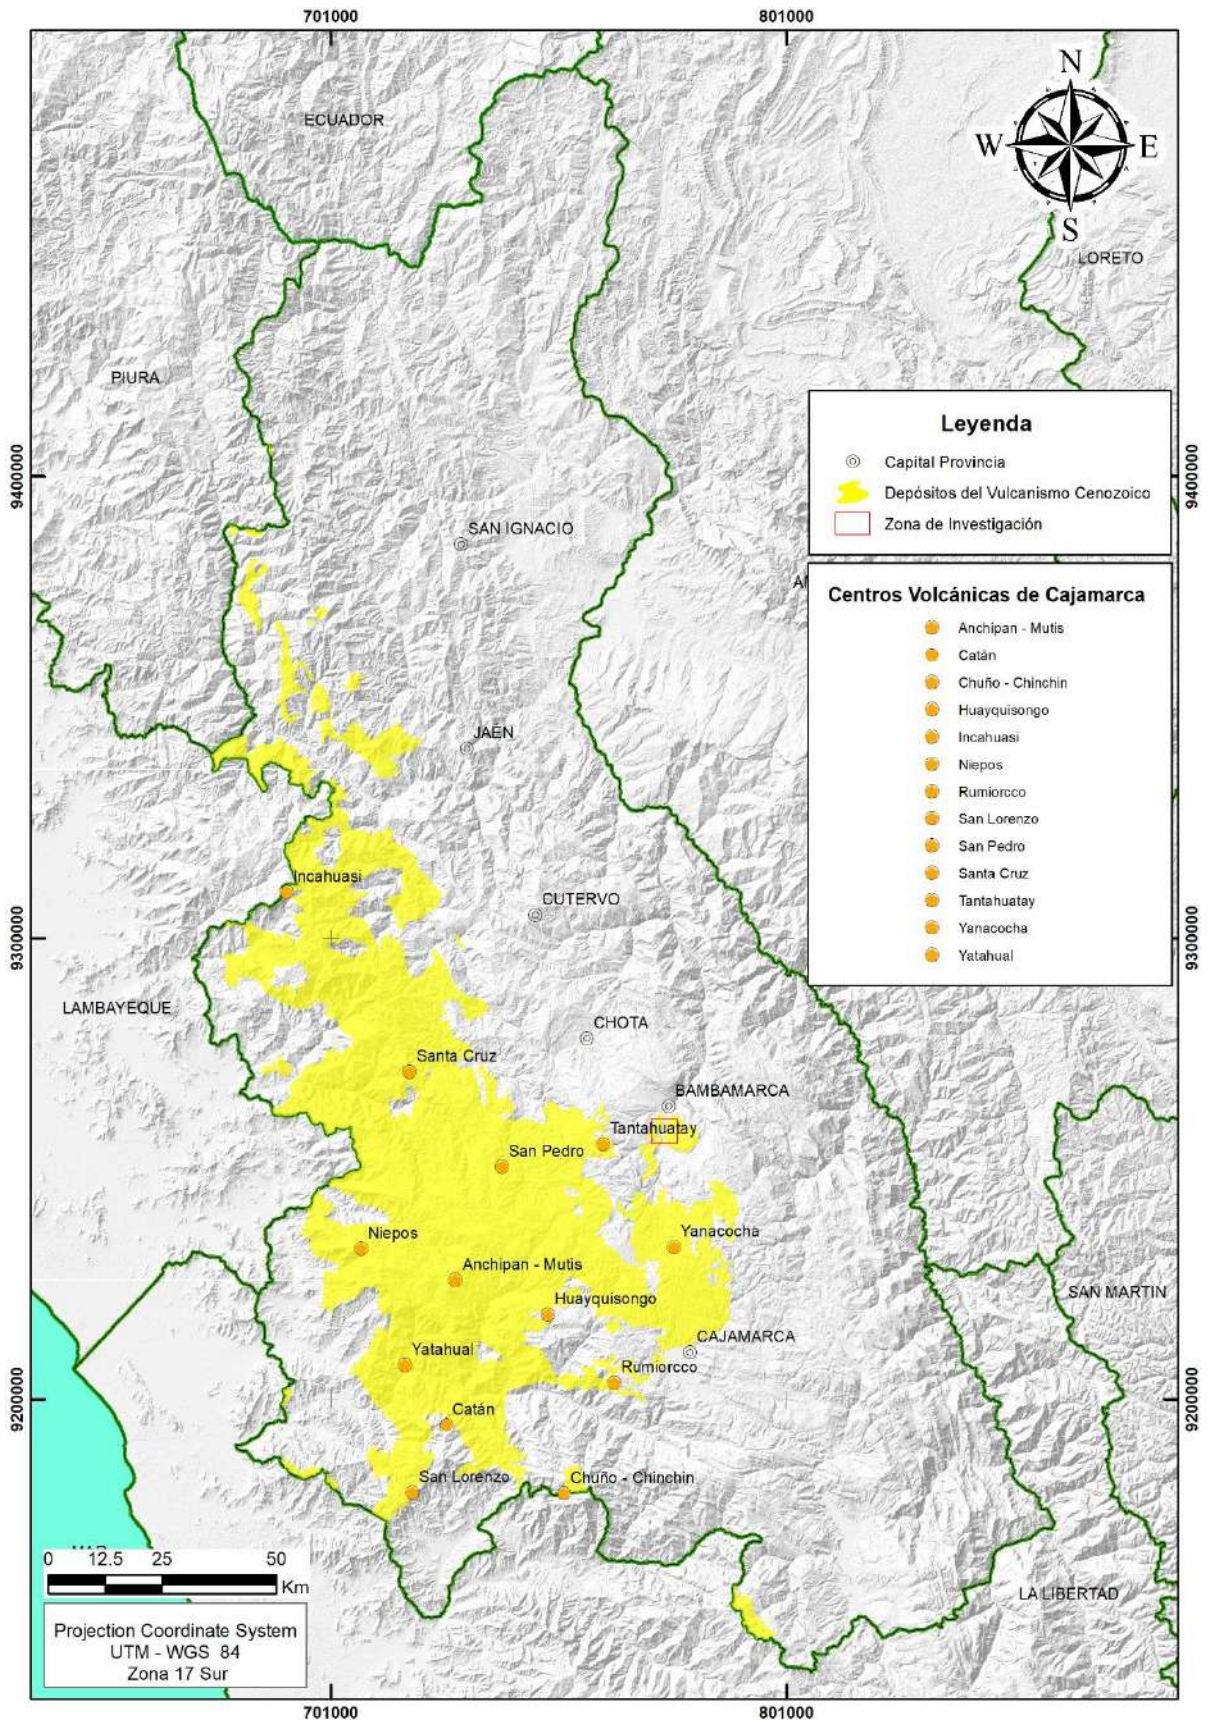 701000
801000
N
W
E
S
ECUADOR
LORETO
PIURA
Leyenda
Capital Provincia
Depósitos del Vulcanismo Cenozoico
Zona de Investigación
9400000
9400000
SAN IGNACIO
Centros Volcánicas de Cajamarca
Anchipan - Mutis
Catán
Chuño - Chinchin
Huayquisongo
Incahuasi
Niepos
Rumiorcco
San Lorenzo
San Pedro
Santa Cruz
Tantahuatay
Yanacocha
Yatahual
JAÉN
Incahuasi
CUTERVO
9300000
9300000
LAMBAYEQUE
CHOTA
Santa Cruz
BAMBAMARCA
Tantahuatay
San Pedro
Niepos
Yanacocha
Anchipan - Mutis
Huayquisongo
SAN MARTIN
CAJAMARCA
Yatahual
Rumiorcco
9200000
9200000
Catán
San Lorenzo
Chuño - Chinchin
0 12.5 25 50
Km
LA LIBERTAD
Projection Coordinate System
UTM - WGS 84
Zona 17 Sur
701000
801000